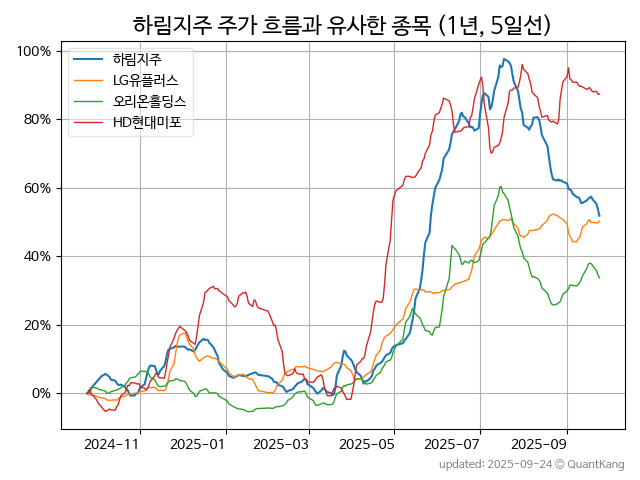 하림지주 주가 흐름과 유사한 종목 (1년, 5일선)
100%
80%
60%
40%
20%
0%
하림지주
LG유플러스
오리온홀딩스
HD현대미포
2024-11
2025-01
2025-03
2025-05
2025-07
2025-09
updated: 2025-09-24 © QuantKang